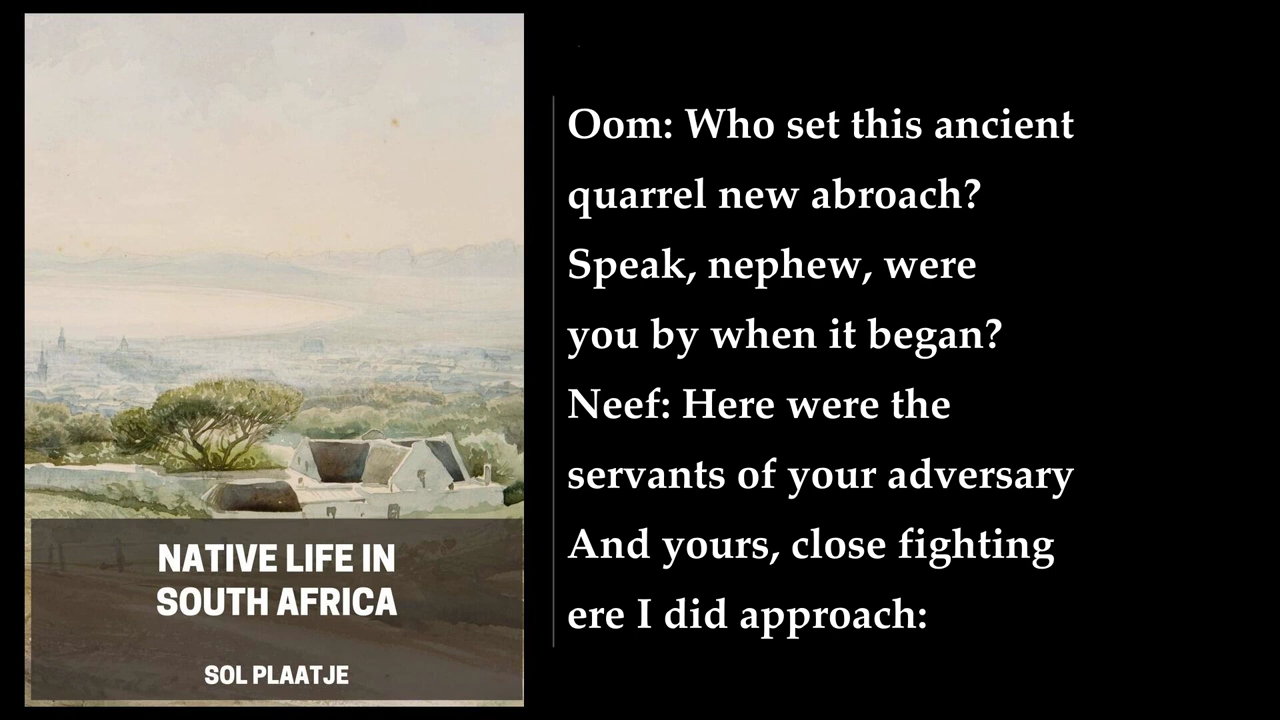 NATIVE LIFE IN
SOUTH AFRICA
SOL PLAATJE
Oom: Who set this ancient
quarrel new abroach?
Speak, nephew, were
you by when it began?
Neef: Here were the
servants of your adversary
And yours, close fighting
ere I did approach: